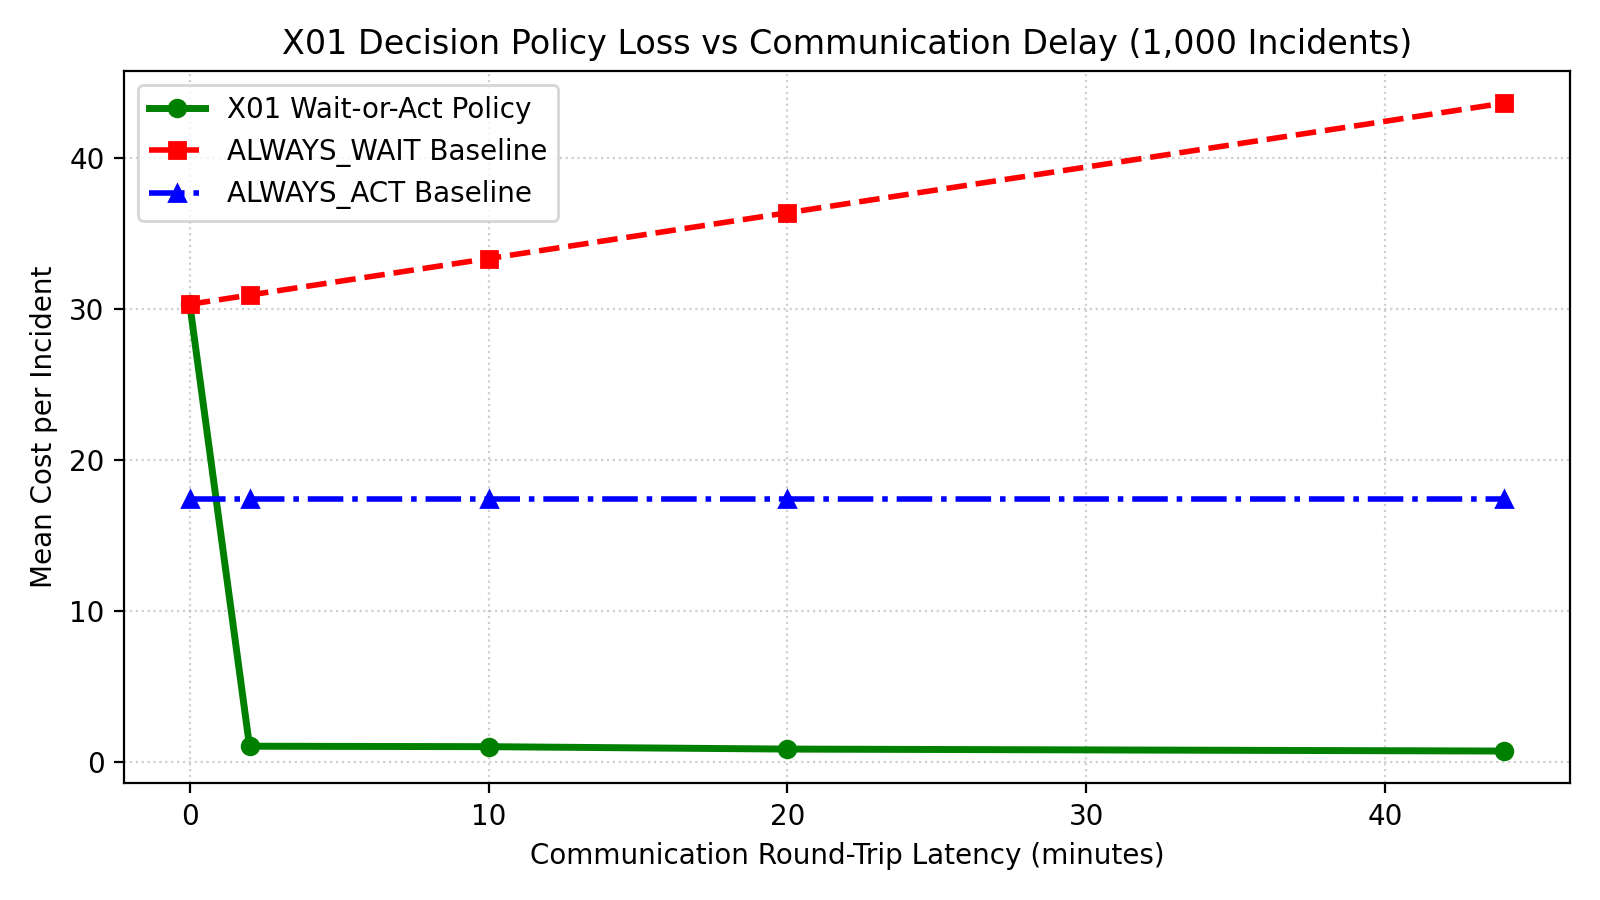 X01 Decision Policy Loss vs Communication Delay (1,000 Incidents)
X01 Wait-or-Act Policy
ALWAYS_WAIT Baseline
ALWAYS_ACT Baseline
Mean Cost per Incident
40
30
20
10
0
0 10 20 30 40
Communication Round-Trip Latency (minutes)